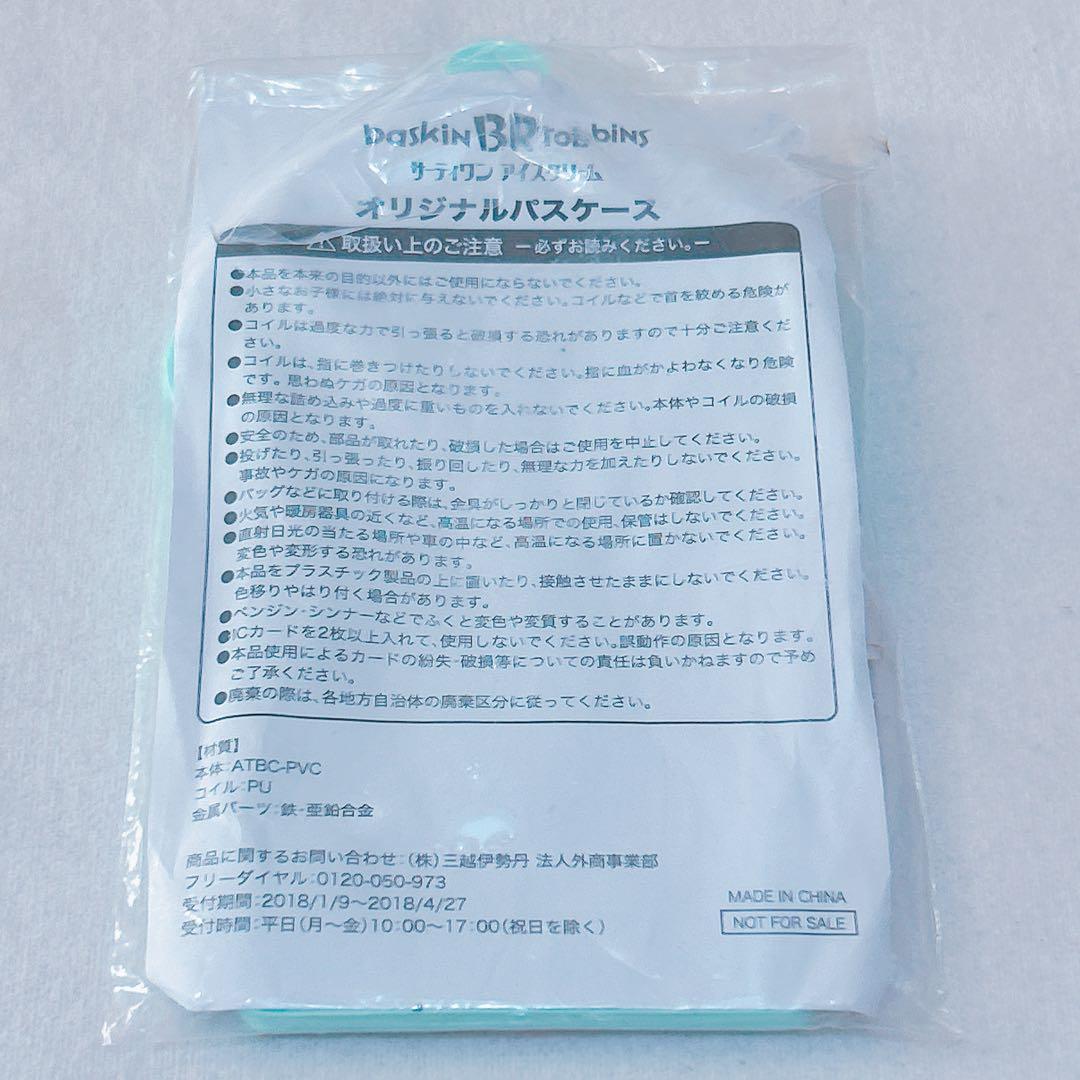 baskin BR robbins
サーティワン アイスクリーム
オリジナルパスケース
⚠ 取扱い上のご注意 ー必ずお読みください。ー
●本品を本来の目的以外にはご使用にならないでください。
●小さなお子様には絶対に与えないでください。コイルなどで首を絞める危険が
あります。
●コイルは過度な力で引っ張ると破損する恐れがありますので十分ご注意くだ
さい。
●コイルは、指に巻きつけたりしないでください。指に血がかよわなくなり危険
です。思わぬケガの原因となります。
●無理な詰め込みや過度に重いものを入れないでください。本体やコイルの破損
の原因となります。
●安全のため、部品が取れたり、破損した場合はご使用を中止してください。
●投げたり、引っ張ったり、振り回したり、無理な力を加えたりしないでください。
事故やケガの原因になります。
●バッグなどに取り付ける際は、金具がしっかりと閉じているか確認してください。
●火気や暖房器具の近くなど、高温になる場所での使用、保管はしないでください。
●直射日光の当たる場所や車の中など、高温になる場所に置かないでください。
変色や変形する恐れがあります。
●本品をプラスチック製品の上に置いたり、接触させたままにしないでください。
色移りやはり付く場合があります。
●ベンジン・シンナーなどでふくと変色や変質することがあります。
●ICカードを2枚以上入れて、使用しないでください。誤動作の原因となります。
●本品使用によるカードの紛失・破損等についての責任は負いかねますので予め
ご了承ください。
●廃棄の際は、各地方自治体の廃棄区分に従ってください。
【材質】
本体:ATBC-PVC
コイル:PU
金属パーツ:鉄・亜鉛合金
商品に関するお問い合わせ:(株)三越伊勢丹 法人外商事業部
フリーダイヤル:0120-050-973
受付期間:2018/1/9〜2018/4/27
受付時間:平日(月〜金)10:00〜17:00(祝日を除く)
MADE IN CHINA
NOT FOR SALE